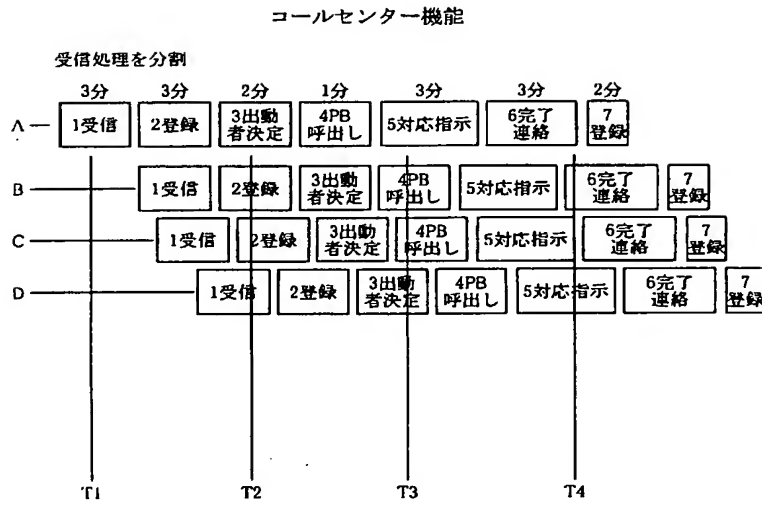 コールセンター機能
受信処理を分割
3分 3分 2分 1分 3分 3分 2分
A 1受信 2登録 3出動者決定 4PB呼出し 5対応指示 6完了連絡 7登録
B 1受信 2登録 3出動者決定 4PB呼出し 5対応指示 6完了連絡 7登録
C 1受信 2登録 3出動者決定 4PB呼出し 5対応指示 6完了連絡 7登録
D 1受信 2登録 3出動者決定 4PB呼出し 5対応指示 6完了連絡 7登録
T1 T2 T3 T4